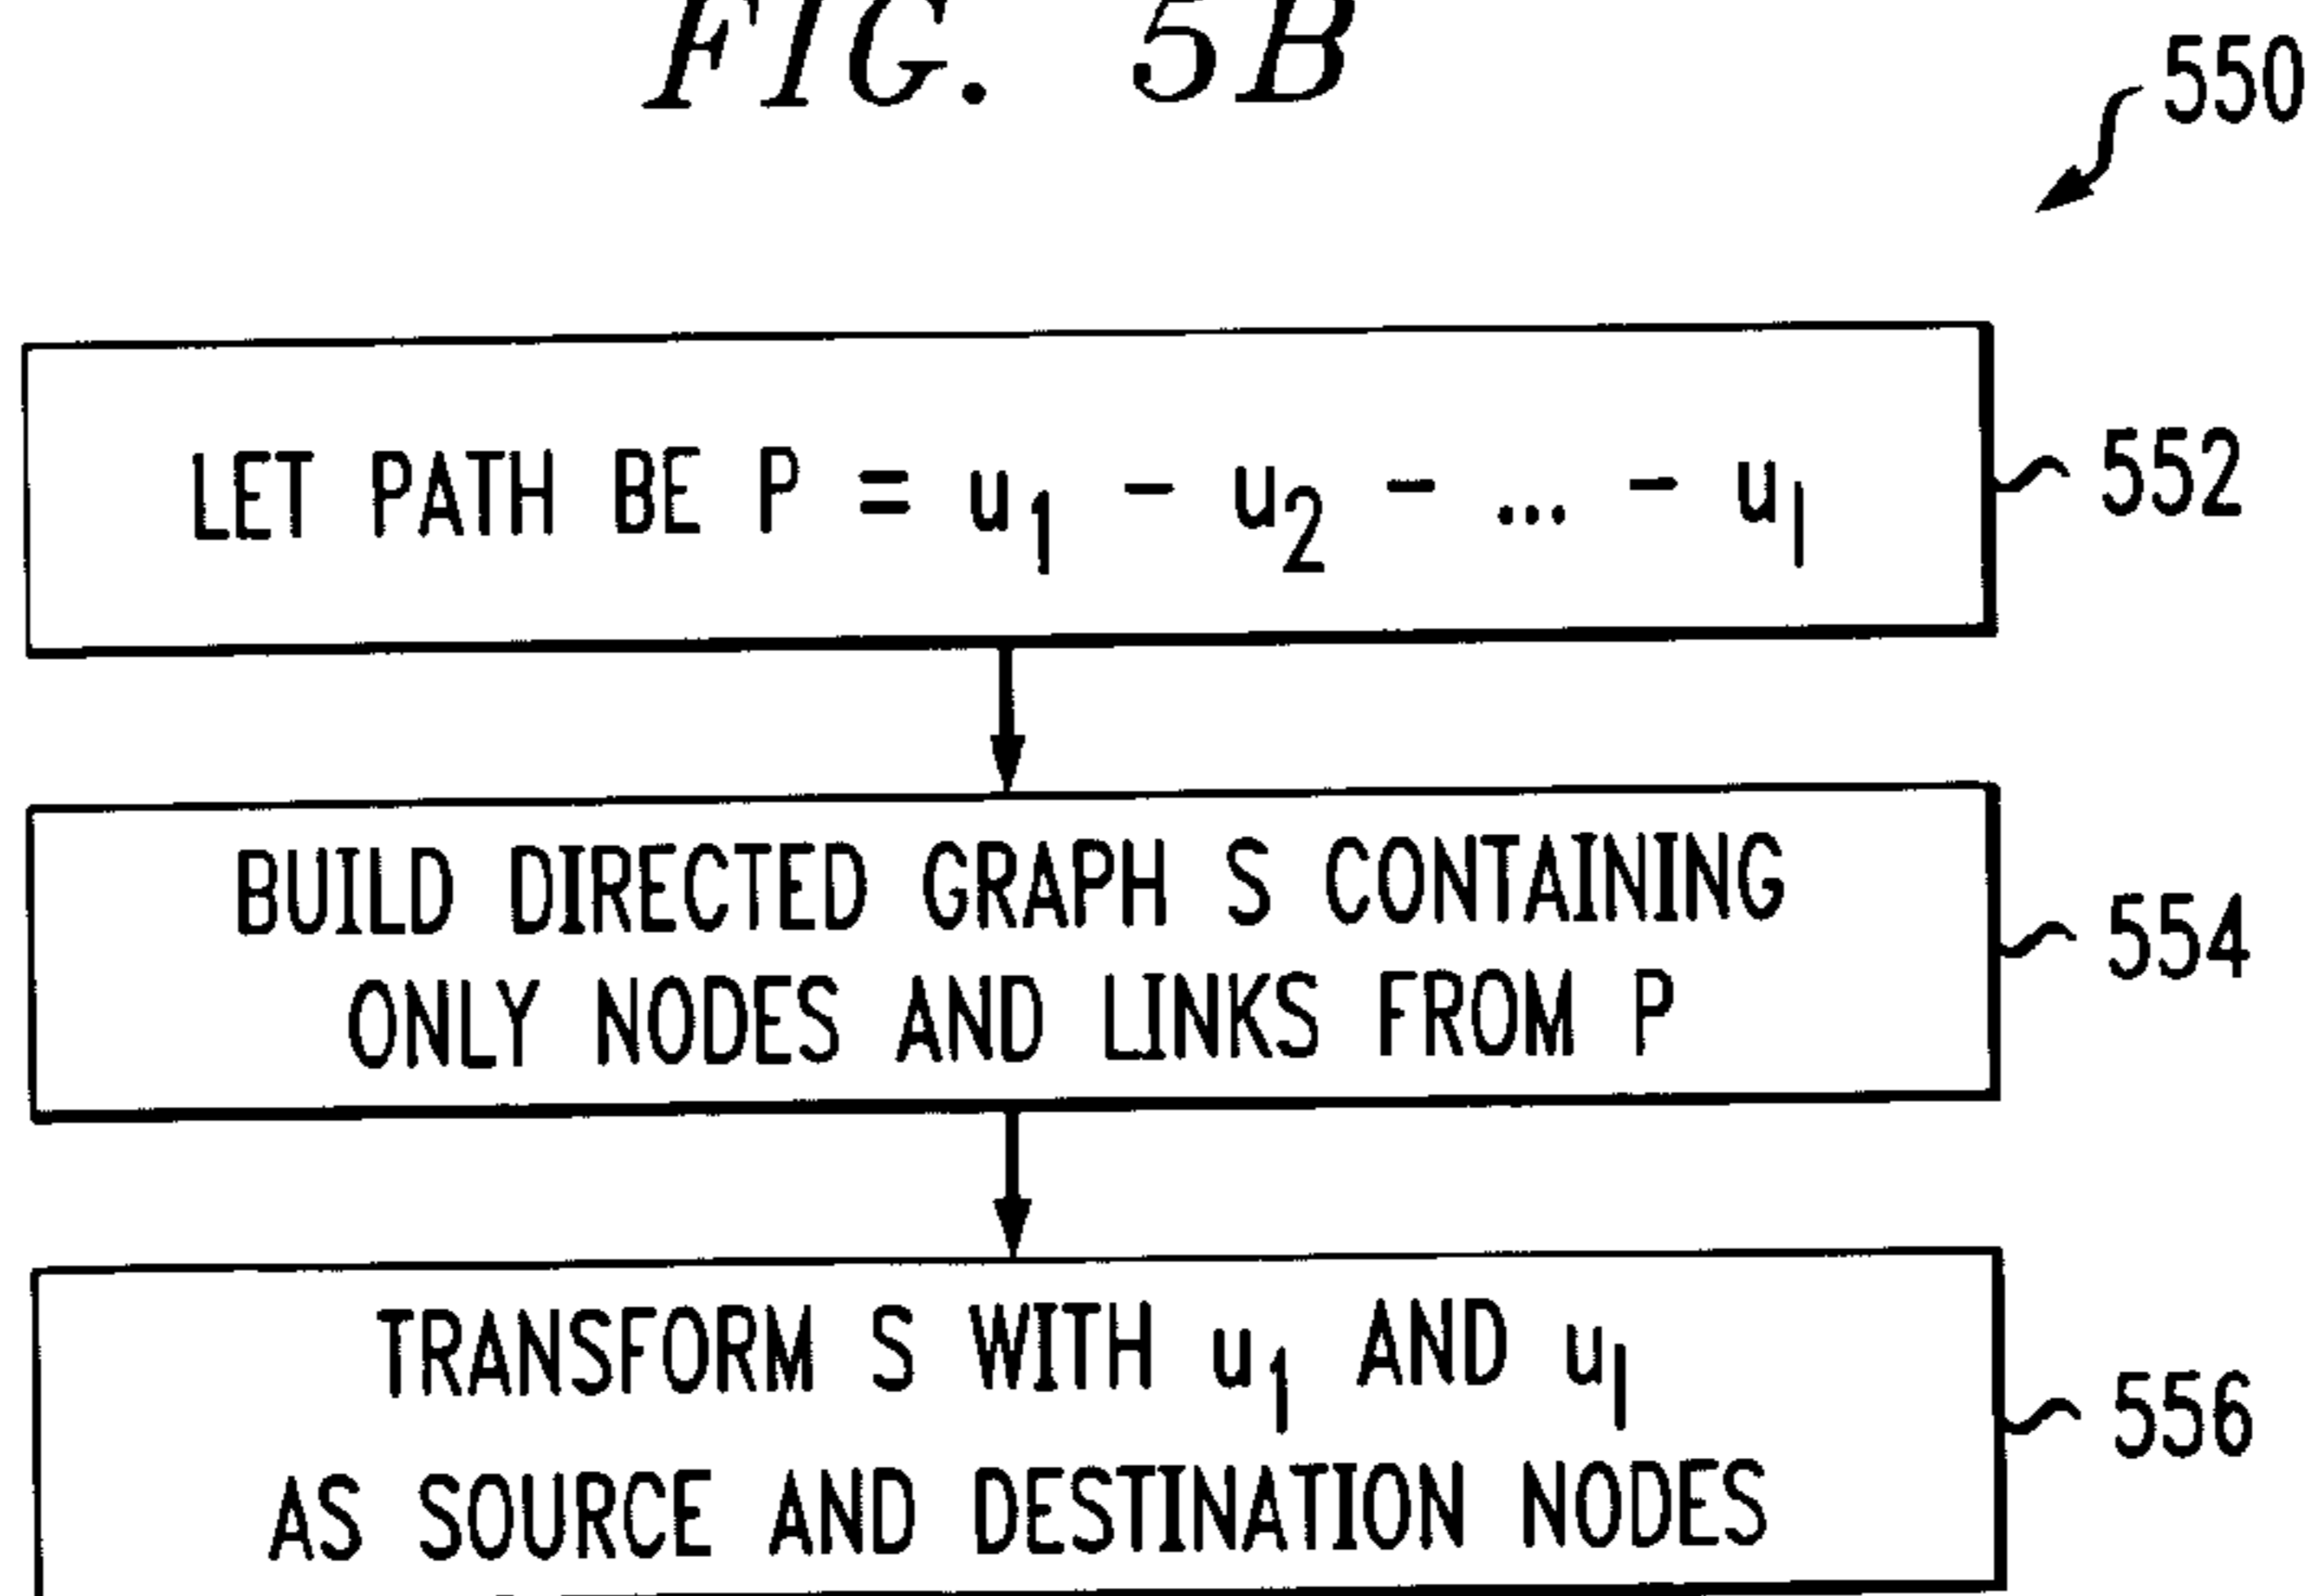 FIG. 5B
550
LET PATH BE P = u₁ - u₂ - ... - uₗ
552
BUILD DIRECTED GRAPH S CONTAINING
ONLY NODES AND LINKS FROM P
554
TRANSFORM S WITH u₁ AND uₗ
AS SOURCE AND DESTINATION NODES
556